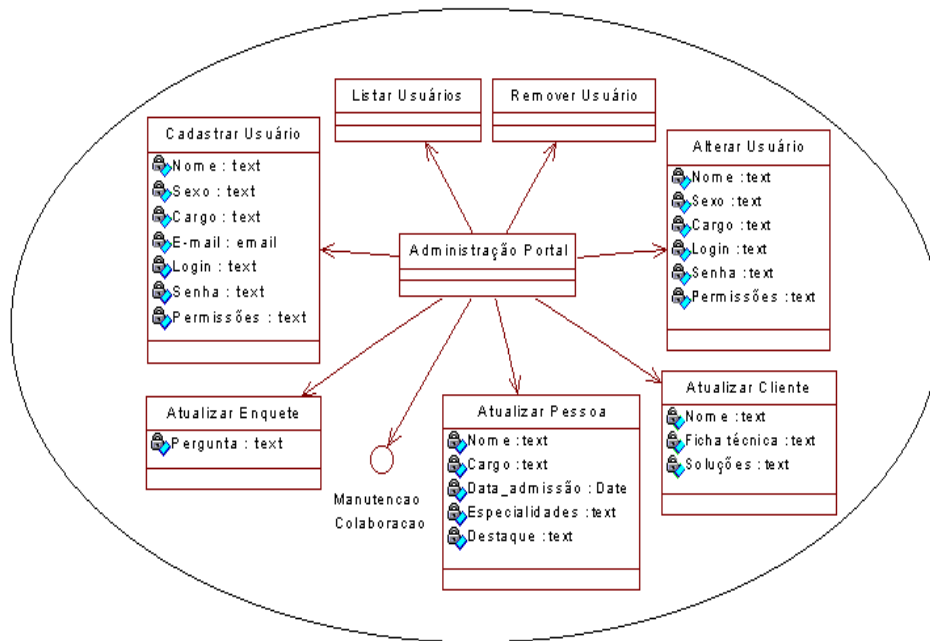 Listar Usuários
Remover Usuário
Cadastrar Usuário
Nome : text
Sexo : text
Cargo : text
E-mail : email
Login : text
Senha : text
Permissões : text
Alterar Usuário
Nome :text
Sexo :text
Cargo :text
Login :text
Senha :text
Permissões :text
Administração Portal
Atualizar Enquete
Pergunta : text
Manutencao
Colaboracao
Atualizar Pessoa
Nome :text
Cargo :text
Data_admissão : Date
Especialidades :text
Destaque :text
Atualizar Cliente
Nome :text
Ficha técnica :text
Soluções :text